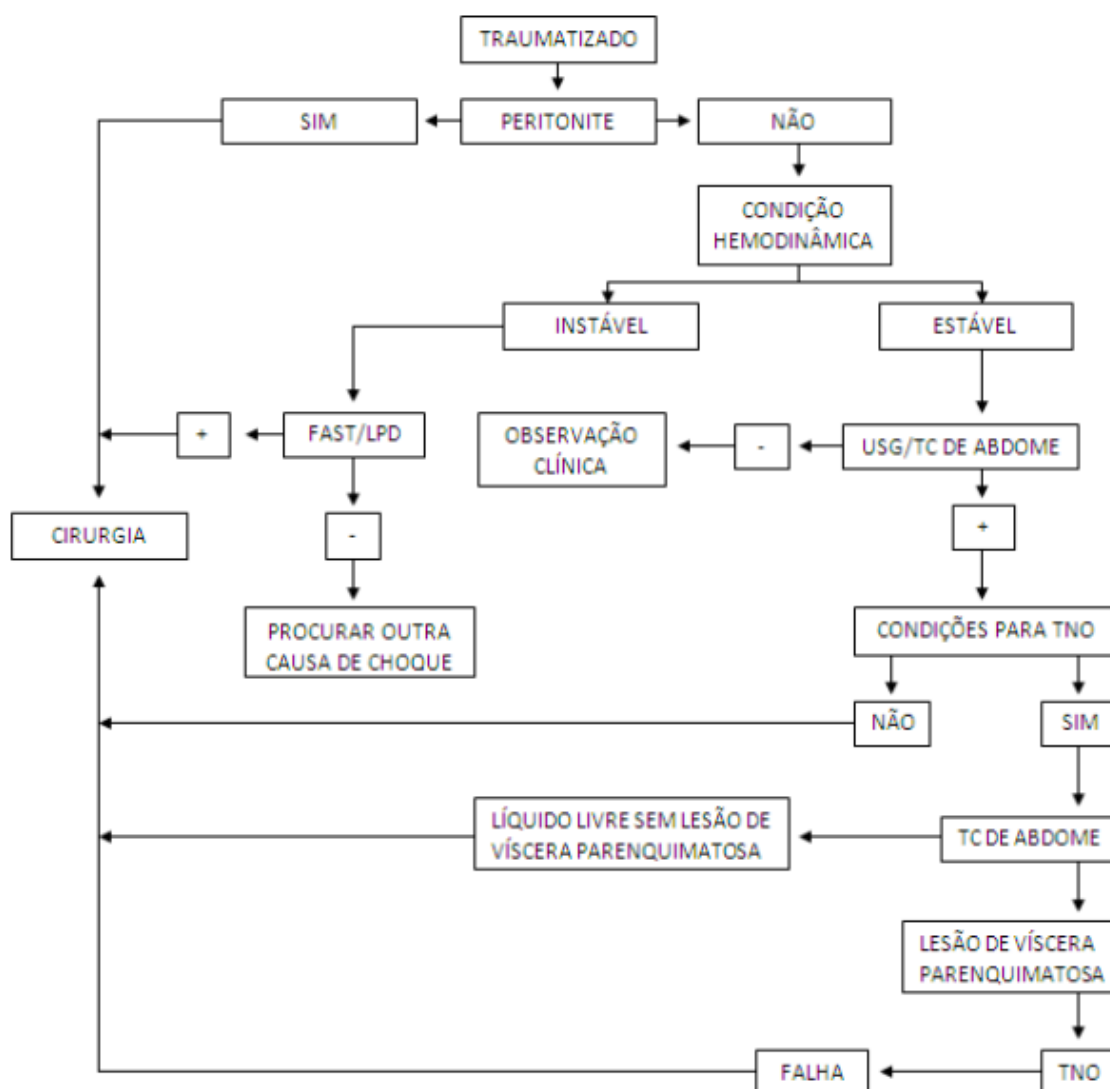 TRAUMATIZADO
SIM
PERITONITE
NÃO
CONDIÇÃO
HEMODINÂMICA
INSTÁVEL
ESTÁVEL
+
FAST/LPD
OBSERVAÇÃO
CLÍNICA
-
USG/TC DE ABDOME
CIRURGIA
-
+
PROCURAR OUTRA
CAUSA DE CHOQUE
CONDIÇÕES PARA TNO
NÃO
SIM
LÍQUIDO LIVRE SEM LESÃO DE
VÍSCERA PARENQUIMATOSA
TC DE ABDOME
LESÃO DE VÍSCERA
PARENQUIMATOSA
FALHA
TNO